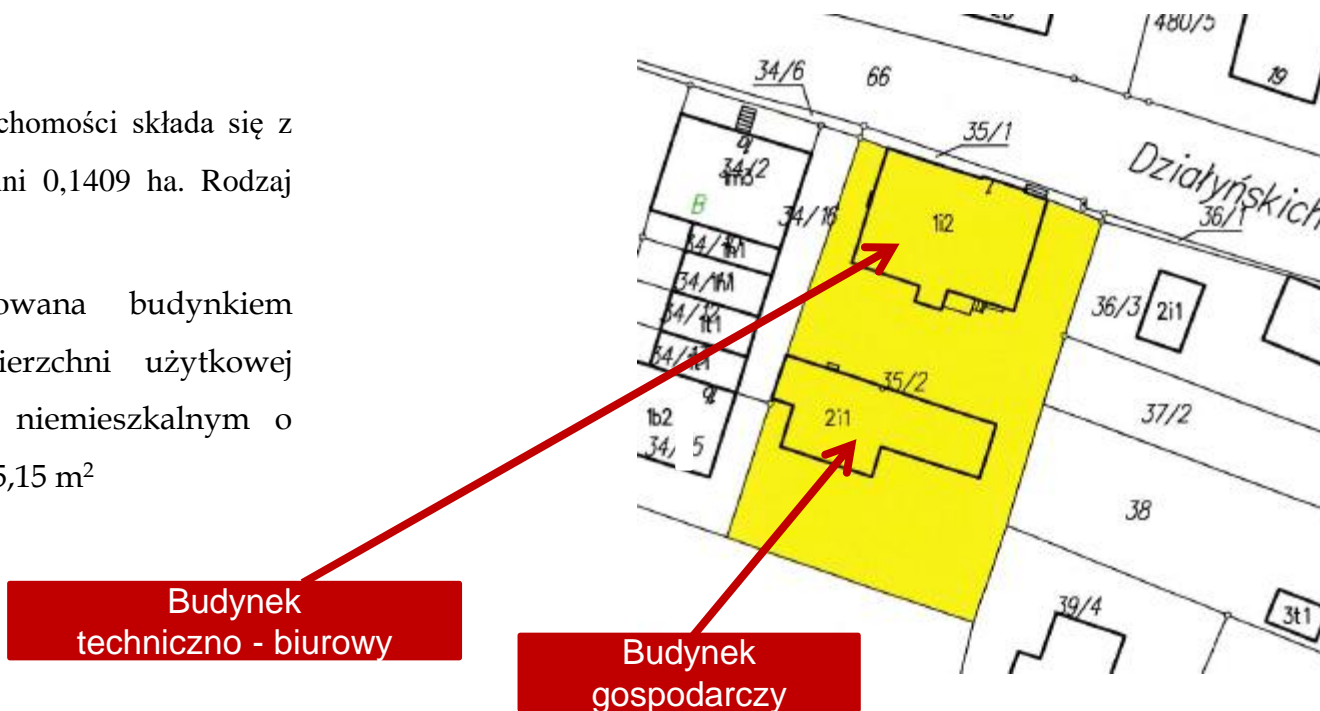 chomości składa się z
ni 0,1409 ha. Rodzaj
owana budynkiem
ierzchni użytkowej
niemieszkalnym o
5,15 m²
480/5
19
34/6
66
35/1
Działyńskich
36/1
34/2
B
34/16
1i2
36/3
2i1
35/2
37/2
1b2
2i1
38
39/4
3t1
Budynek
techniczno - biurowy
Budynek
gospodarczy